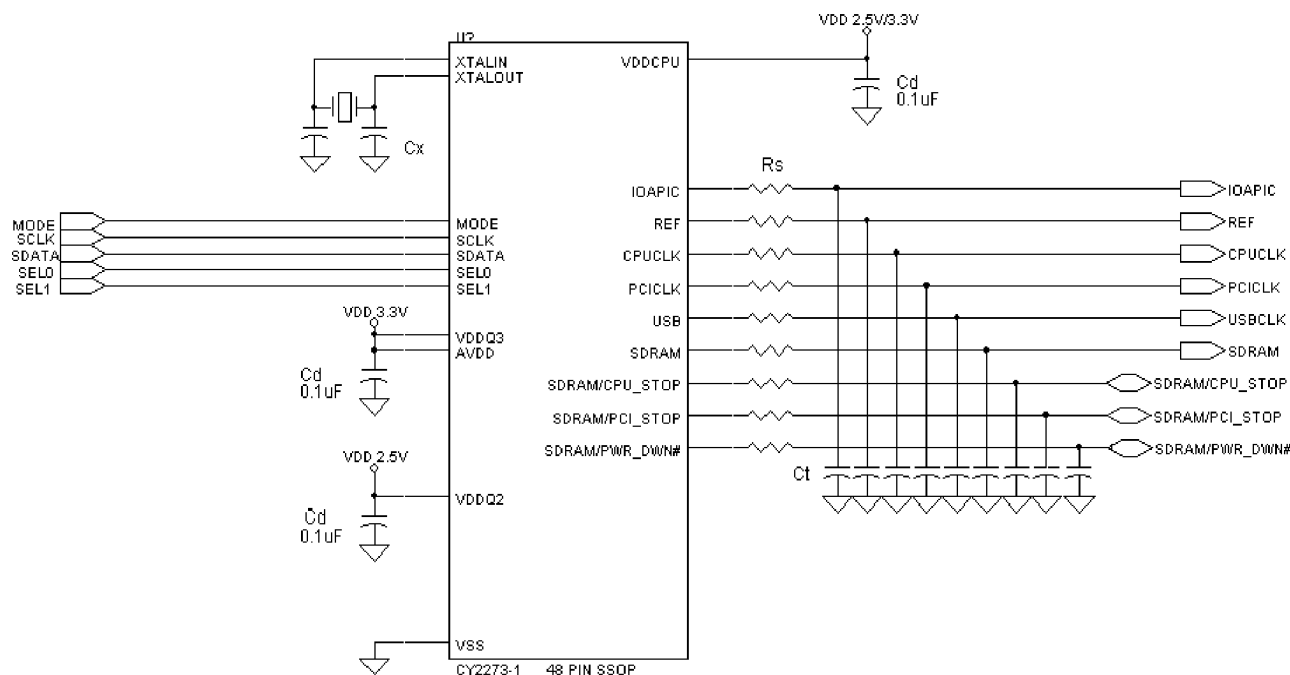 VDD 2.5V/3.3V
U?
XTALIN
XTALOUT
VDDCPU
Cd
0.1uF
Cx
Rs
IOAPIC
IOAPIC
MODE
MODE
REF
REF
SCLK
SCLK
SDATA
SDATA
CPUCLK
CPUCLK
SEL0
SEL0
SEL1
SEL1
PCICLK
PCICLK
VDD 3.3V
USB
USBCLK
VDDQ3
AVDD
SDRAM
SDRAM
Cd
0.1uF
SDRAM/CPU_STOP
SDRAM/CPU_STOP
SDRAM/PCI_STOP
SDRAM/PCI_STOP
SDRAM/PWR_DWN#
SDRAM/PWR_DWN#
VDD 2.5V
Ct
VDDQ2
Cd
0.1uF
VSS
CY2273-1 48 PIN SSOP